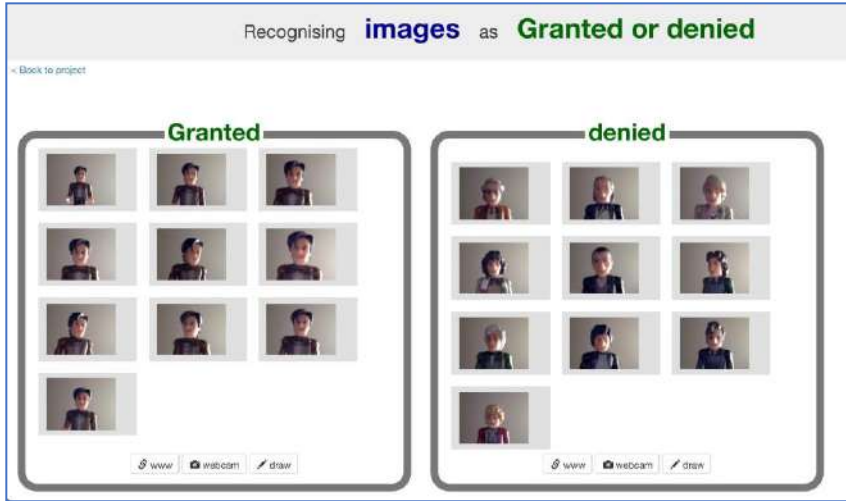 Recognising images as Granted or denied
< Back to project
Granted
denied
www webcam draw
www webcam draw